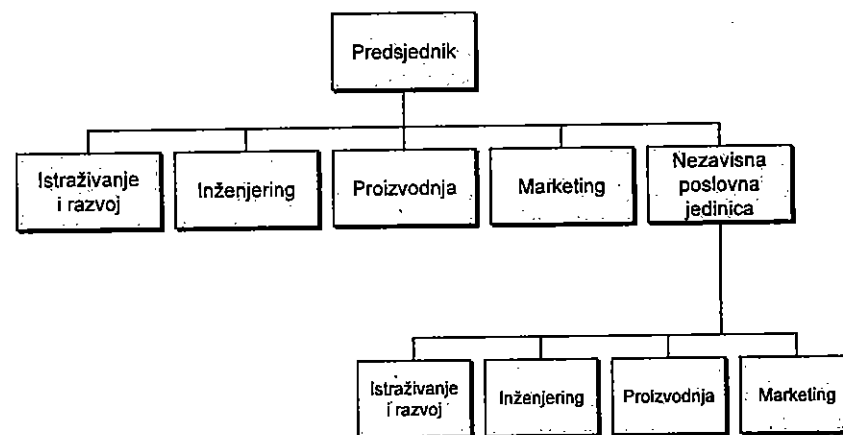 Predsjednik
Istraživanje
i razvoj
Inženjering
Proizvodnja
Marketing
Nezavisna
poslovna
jedinica
Istraživanje
i razvoj
Inženjering
Proizvodnja
Marketing